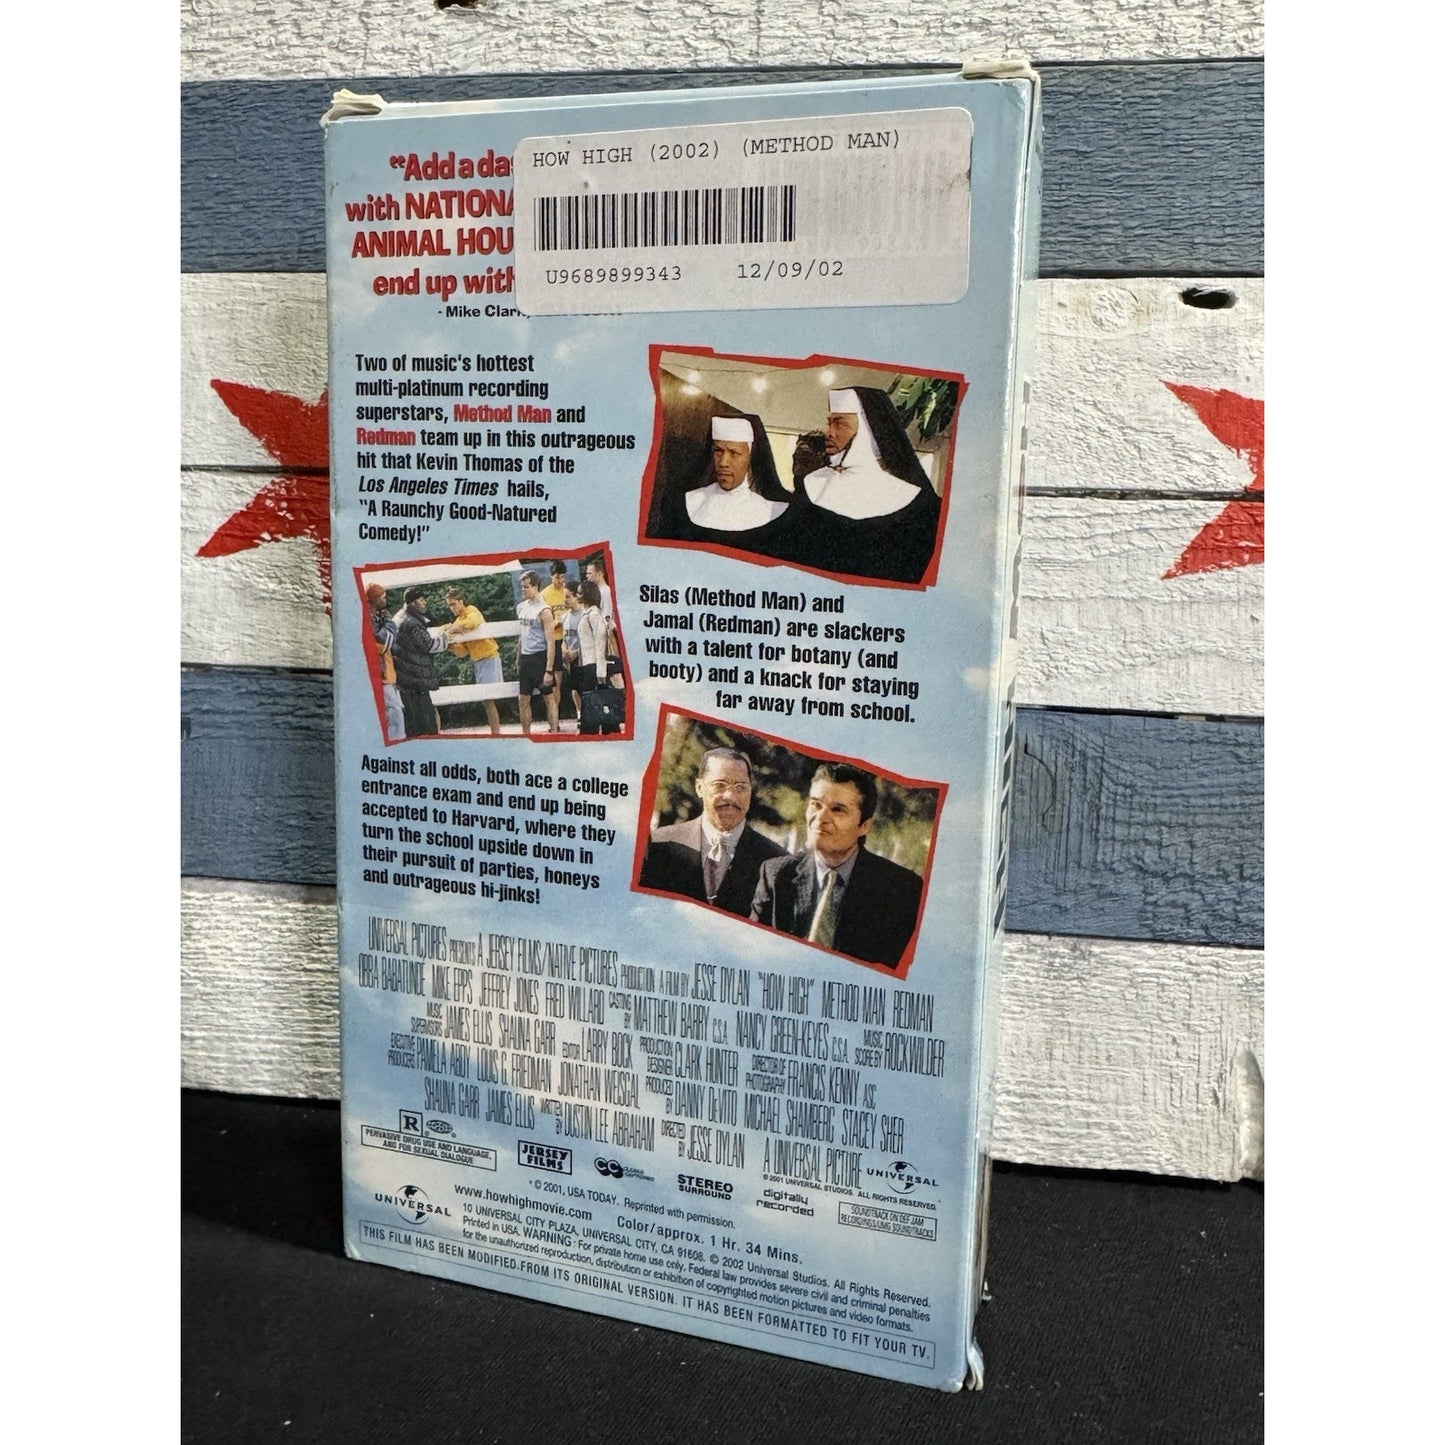 HOW HIGH (2002) (METHOD MAN)
U9689899343 12/09/02
"Add a da
with NATIONA
ANIMAL HOU
end up with
- Mike Clark,
Two of music's hottest
multi-platinum recording
superstars, Method Man and
Redman team up in this outrageous
hit that Kevin Thomas of the
Los Angeles Times hails,
"A Raunchy Good-Natured
Comedy!"
Silas (Method Man) and
Jamal (Redman) are slackers
with a talent for botany (and
booty) and a knack for staying
far away from school.
Against all odds, both ace a college
entrance exam and end up being
accepted to Harvard, where they
turn the school upside down in
their pursuit of parties, honeys
and outrageous hi-jinks!
UNIVERSAL PICTURES PRESENTS A JERSEY FILMS/NATIVE PICTURES PRODUCTION A FILM BY JESSE DYLAN "HOW HIGH" METHOD MAN REDMAN
OBBA BABATUNDE MIKE EPPS JEFFREY JONES FRED WILLARD CASTING BY MATTHEW BARRY C.S.A. NANCY GREEN-KEYES C.S.A. MUSIC SCORE BY ROCKWILDER
MUSIC SUPERVISORS JAMES ELLIS SHAUNA GARR EDITOR LARRY BOCK PRODUCTION DESIGNER CLARK HUNTER DIRECTOR OF PHOTOGRAPHY FRANCIS KENNY ASC
EXECUTIVE PRODUCERS PAMELA ABDY LOUIS G. FRIEDMAN JONATHAN WEISGAL PRODUCED BY DANNY DeVITO MICHAEL SHAMBERG STACEY SHER
SHAUNA GARR JAMES ELLIS WRITTEN BY DUSTIN LEE ABRAHAM DIRECTED BY JESSE DYLAN A UNIVERSAL PICTURE
© 2001 UNIVERSAL STUDIOS. ALL RIGHTS RESERVED.
UNIVERSAL
R
PERVASIVE DRUG USE AND LANGUAGE,
AND FOR SEXUAL DIALOGUE
JERSEY
FILMS
CC CLOSED CAPTIONED
STEREO
SURROUND
digitally
recorded
SOUNDTRACK ON DEF JAM
RECORDINGS/UMG SOUNDTRACKS
* © 2001, USA TODAY. Reprinted with permission.
UNIVERSAL
www.howhighmovie.com Color/approx. 1 Hr. 34 Mins.
10 UNIVERSAL CITY PLAZA, UNIVERSAL CITY, CA 91608. © 2002 Universal Studios. All Rights Reserved.
Printed in USA. WARNING: For private home use only. Federal law provides severe civil and criminal penalties
for the unauthorized reproduction, distribution or exhibition of copyrighted motion pictures and video formats.
THIS FILM HAS BEEN MODIFIED FROM ITS ORIGINAL VERSION. IT HAS BEEN FORMATTED TO FIT YOUR TV.